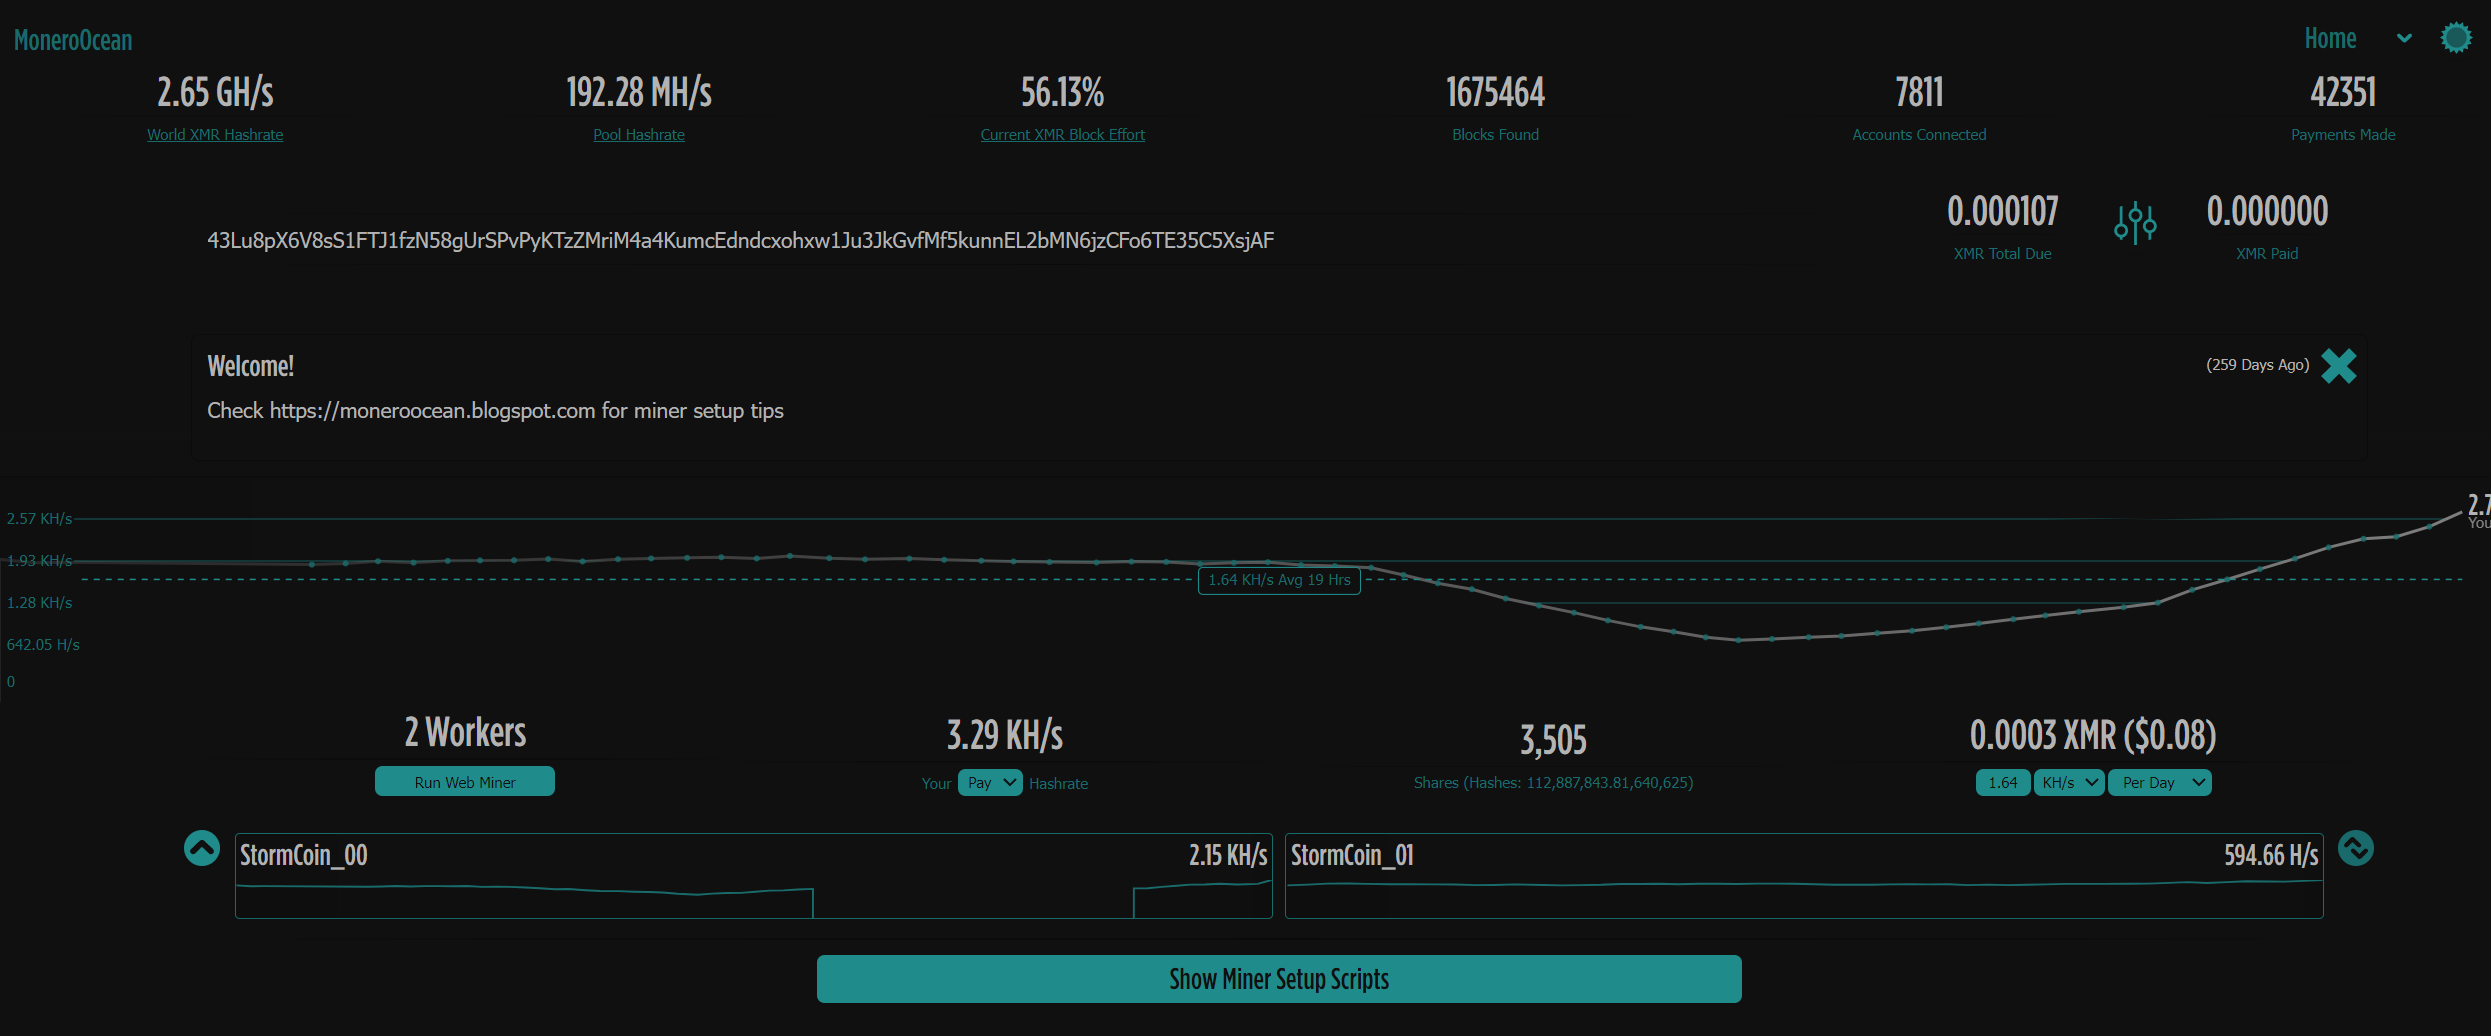 MoneroOcean
Home
2.65 GH/s
World XMR Hashrate
192.28 MH/s
Pool Hashrate
56.13%
Current XMR Block Effort
1675464
Blocks Found
7811
Accounts Connected
42351
Payments Made
43Lu8pX6V8sS1FTJ1fzN58gUrSPvPyKTzZMriM4a4KumcEdndcxohxw1Ju3JkGvfMf5kunnEL2bMN6jzCFo6TE35C5XsjAF
0.000107
XMR Total Due
0.000000
XMR Paid
Welcome!
(259 Days Ago)
Check https://moneroocean.blogspot.com for miner setup tips
2.7
You
2.57 KH/s
1.93 KH/s
1.64 KH/s Avg 19 Hrs
1.28 KH/s
642.05 H/s
0
2 Workers
Run Web Miner
3.29 KH/s
Your Pay Hashrate
3,505
Shares (Hashes: 112,887,843.81,640,625)
0.0003 XMR ($0.08)
1.64 KH/s Per Day
StormCoin_00 2.15 KH/s
StormCoin_01 594.66 H/s
Show Miner Setup Scripts